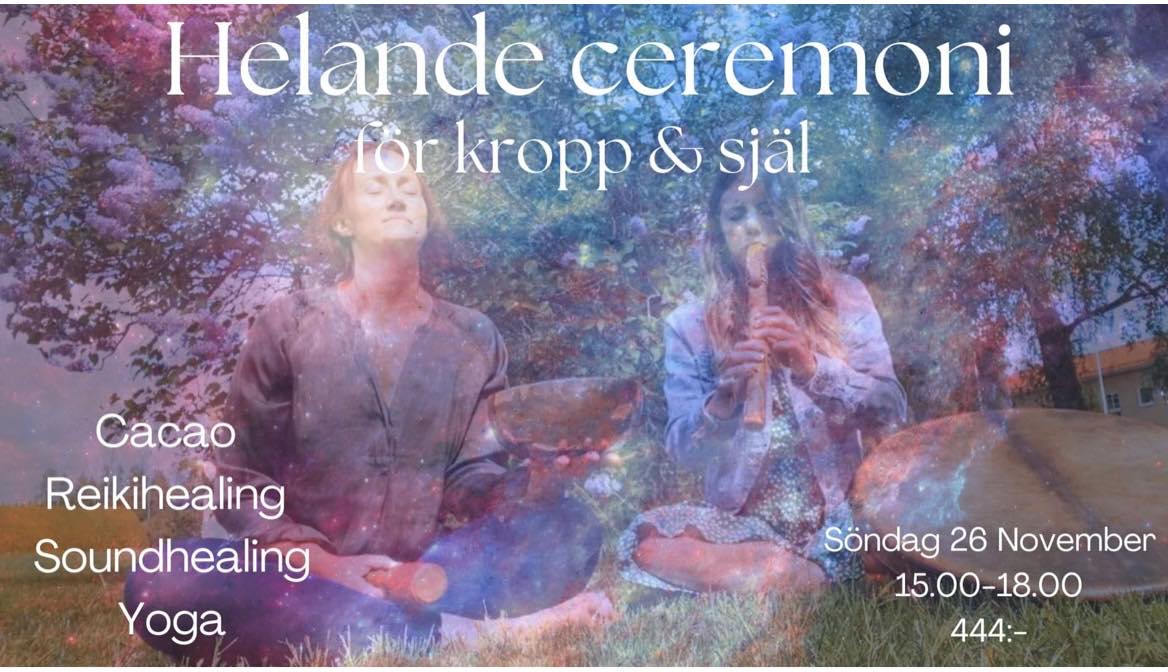 Helande ceremoni
för kropp & själ
Cacao
Reikihealing
Soundhealing
Yoga
Söndag 26 November
15.00-18.00
444:-